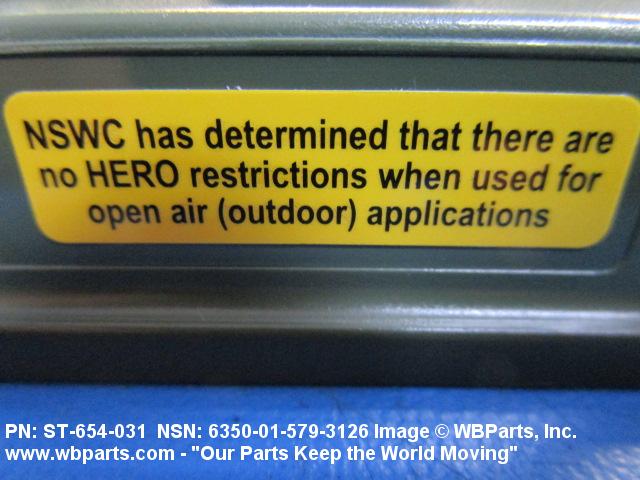 NSWC has determined that there are
no HERO restrictions when used for
open air (outdoor) applications
PN: ST-654-031 NSN: 6350-01-579-3126 Image © WBParts, Inc.
www.wbparts.com - "Our Parts Keep the World Moving"